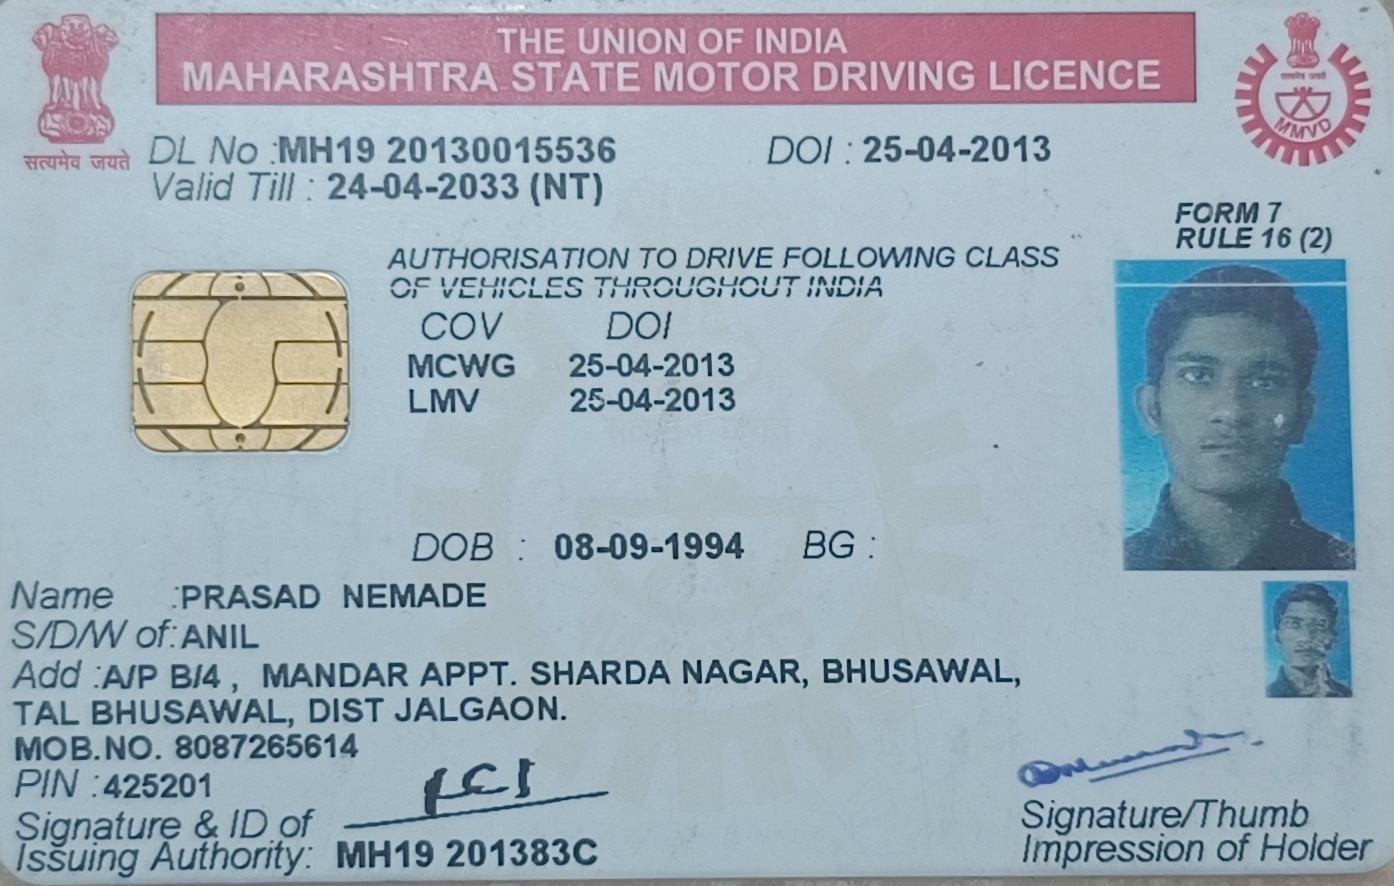 THE UNION OF INDIA
MAHARASHTRA STATE MOTOR DRIVING LICENCE
सत्यमेव जयते
सत्यमेव जयते
MMVD
DL No :MH19 20130015536 DOI : 25-04-2013
Valid Till : 24-04-2033 (NT)
FORM 7
RULE 16 (2)
AUTHORISATION TO DRIVE FOLLOWING CLASS
OF VEHICLES THROUGHOUT INDIA
COV DOI
MCWG 25-04-2013
LMV 25-04-2013
DOB : 08-09-1994 BG :
Name :PRASAD NEMADE
S/D/W of:ANIL
Add :A/P B/4 , MANDAR APPT. SHARDA NAGAR, BHUSAWAL,
TAL BHUSAWAL, DIST JALGAON.
MOB.NO. 8087265614
PIN :425201
Signature & ID of
Issuing Authority: MH19 201383C
Signature/Thumb
Impression of Holder